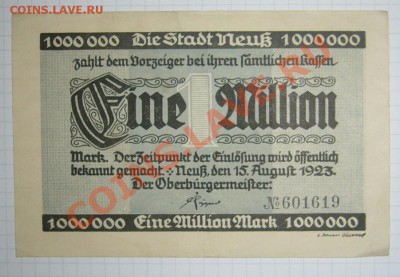 COINS.LAVE.RU
1000000 Die Stadt Neuß 1000000
zahlt dem Vorzeiger bei ihren sämtlichen Kassen
Eine 1 Million
Mark. Der Zeitpunkt der Einlösung wird öffentlich
bekannt gemacht Neuß, den 15. August 1923.
Der Oberbürgermeister:
№ 601619
1000000 Eine Million Mark 1000000
COINS.LAVE.RU